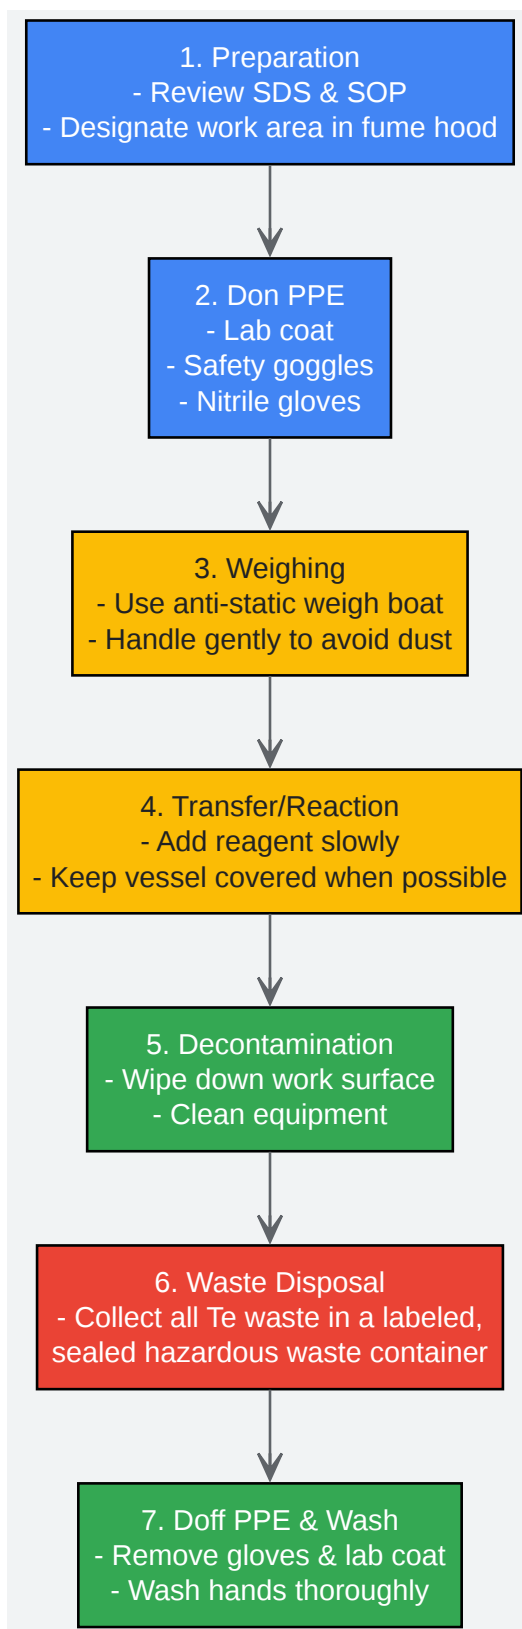 1. Preparation
- Review SDS & SOP
- Designate work area in fume hood
2. Don PPE
- Lab coat
- Safety goggles
- Nitrile gloves
3. Weighing
- Use anti-static weigh boat
- Handle gently to avoid dust
4. Transfer/Reaction
- Add reagent slowly
- Keep vessel covered when possible
5. Decontamination
- Wipe down work surface
- Clean equipment
6. Waste Disposal
- Collect all Te waste in a labeled,
sealed hazardous waste container
7. Doff PPE & Wash
- Remove gloves & lab coat
- Wash hands thoroughly